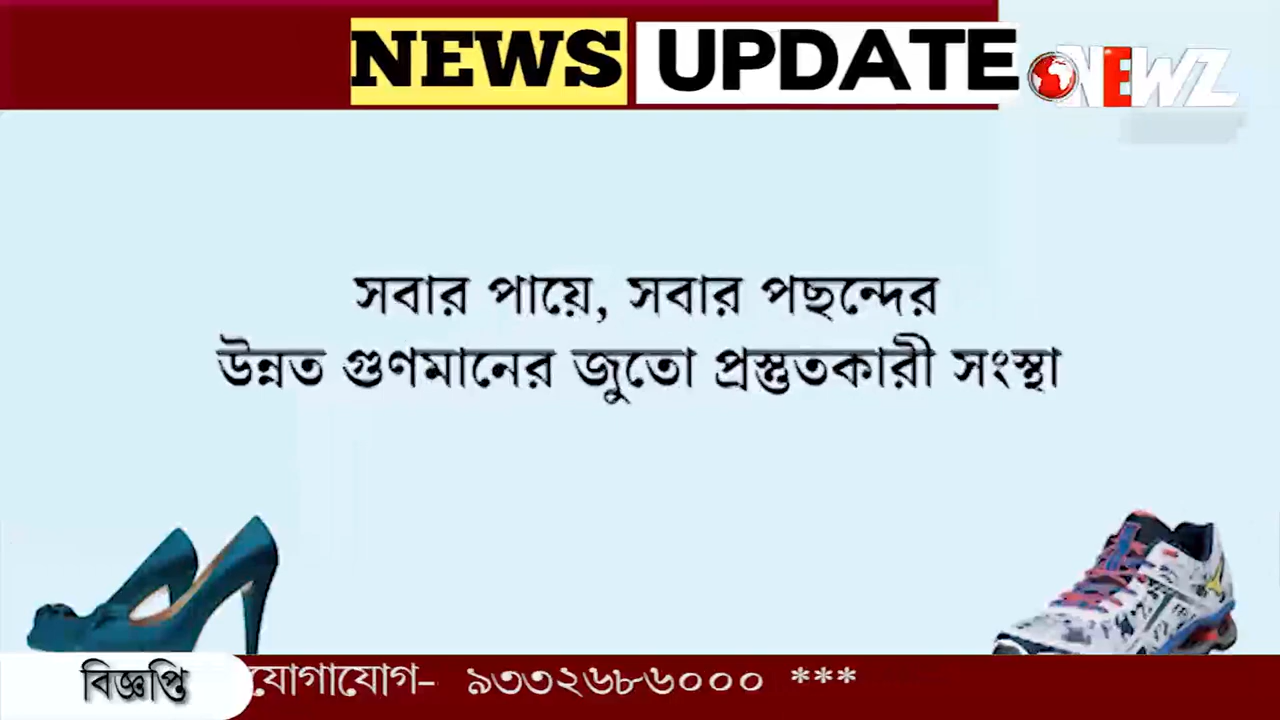 NEWS UPDATE NEWZ
সবার পায়ে, সবার পছন্দের
উন্নত গুণমানের জুতো প্রস্তুতকারী সংস্থা
বিজ্ঞপ্তি যোগাযোগ- ৯৩৩২৬৮৬০০০ ***